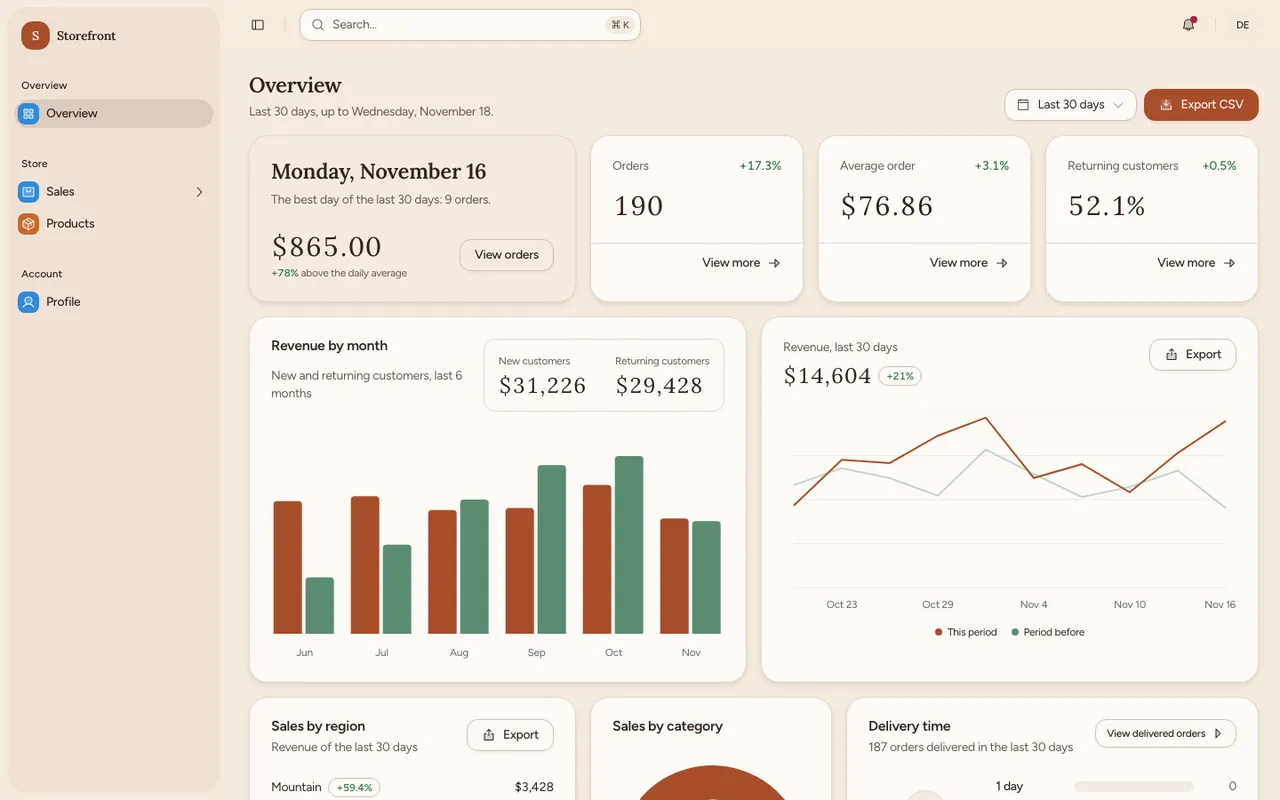 S Storefront
Search...
⌘ K
DE
Overview
Overview
Store
Sales
Products
Account
Profile
Overview
Last 30 days, up to Wednesday, November 18.
Last 30 days
Export CSV
Monday, November 16
The best day of the last 30 days: 9 orders.
$865.00
+78% above the daily average
View orders
Orders +17.3%
190
View more
Average order +3.1%
$76.86
View more
Returning customers +0.5%
52.1%
View more
Revenue by month
New and returning customers, last 6
months
New customers
$31,226
Returning customers
$29,428
Jun Jul Aug Sep Oct Nov
Revenue, last 30 days
$14,604 +21%
Export
Oct 23 Oct 29 Nov 4 Nov 10 Nov 16
This period Period before
Sales by region
Revenue of the last 30 days
Export
Mountain +59.4% $3,428
Sales by category
Delivery time
187 orders delivered in the last 30 days
View delivered orders
1 day 0